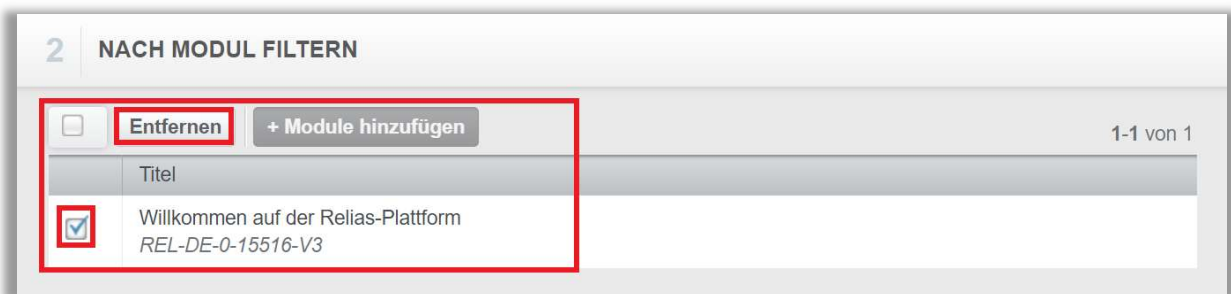 2 NACH MODUL FILTERN
Entfernen + Module hinzufügen
1-1 von 1
Titel
Willkommen auf der Relias-Plattform
REL-DE-0-15516-V3